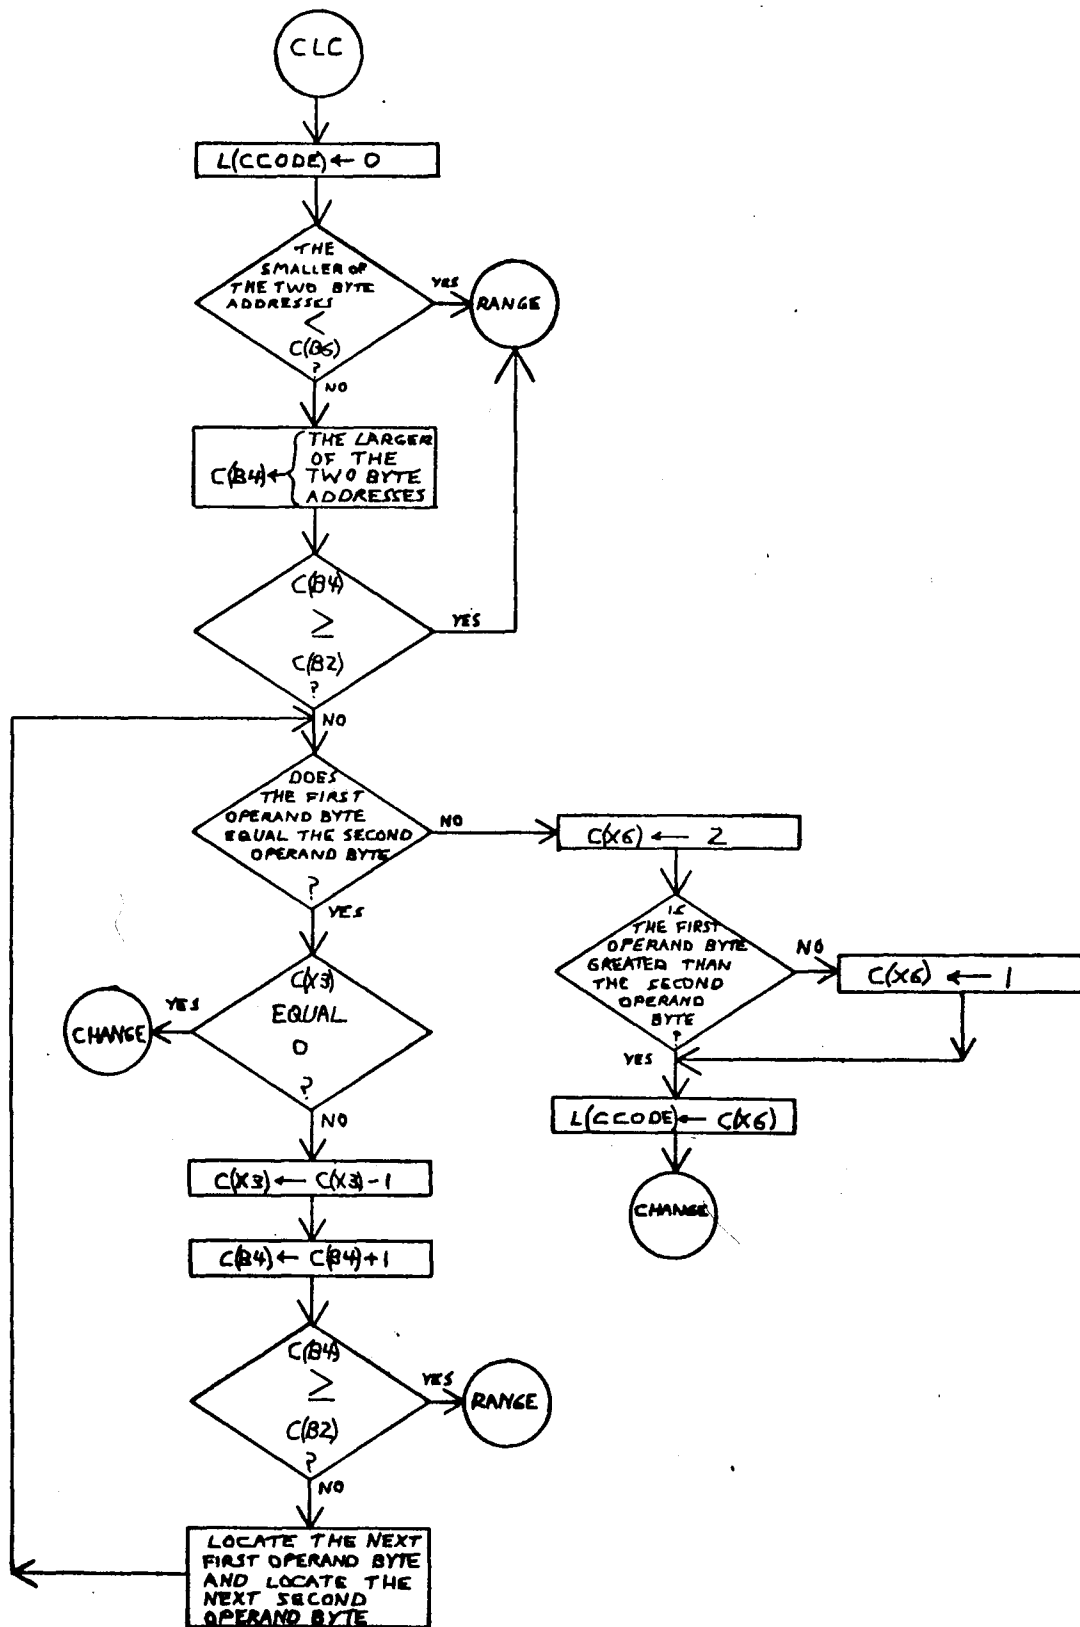 CLC
L(CCODE) ← 0
THE
SMALLER OF
THE TWO BYTE
ADDRESSES
<
C(B6)
?
YES
RANGE
NO
C(B4) ←
THE LARGER
OF THE
TWO BYTE
ADDRESSES
C(B4)
≥
C(B2)
?
YES
NO
DOES
THE FIRST
OPERAND BYTE
EQUAL THE SECOND
OPERAND BYTE
?
NO
C(X6) ← 2
YES
IS
THE FIRST
OPERAND BYTE
GREATED THAN
THE SECOND
OPERAND
BYTE
?
NO
C(X6) ← 1
YES
L(CCODE) ← C(X6)
CHANGE
C(X3)
EQUAL
0
?
YES
CHANGE
NO
C(X3) ← C(X3)-1
C(B4) ← C(B4)+1
C(B4)
≥
C(B2)
?
YES
RANGE
NO
LOCATE THE NEXT
FIRST OPERAND BYTE
AND LOCATE THE
NEXT SECOND
OPERAND BYTE